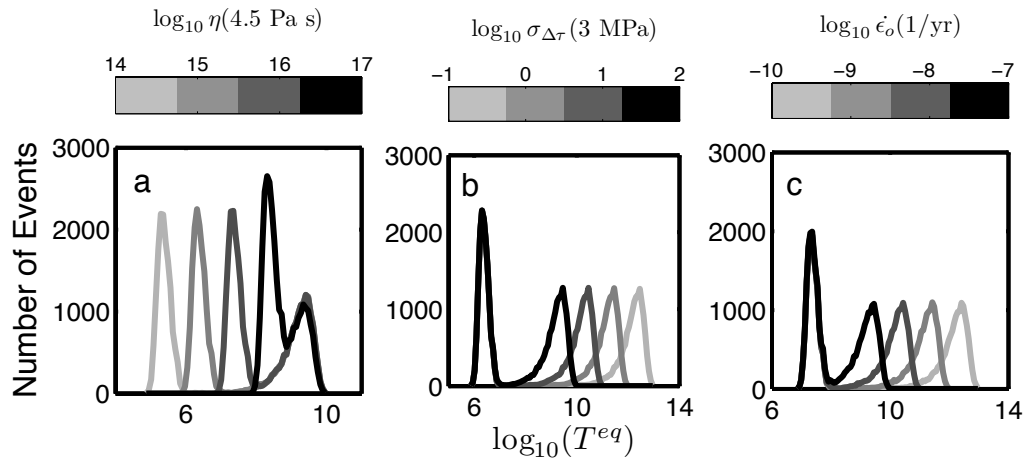 log₁₀ η(4.5 Pa s)
log₁₀ σ_Δτ(3 MPa)
log₁₀ ϵ̇ₒ(1/yr)
14 15 16 17
−1 0 1 2
−10 −9 −8 −7
Number of Events
3000
2000
1000
0
a
6 10
3000
2000
1000
0
b
6 10 14
3000
2000
1000
0
c
6 10 14
log₁₀(T^eq)